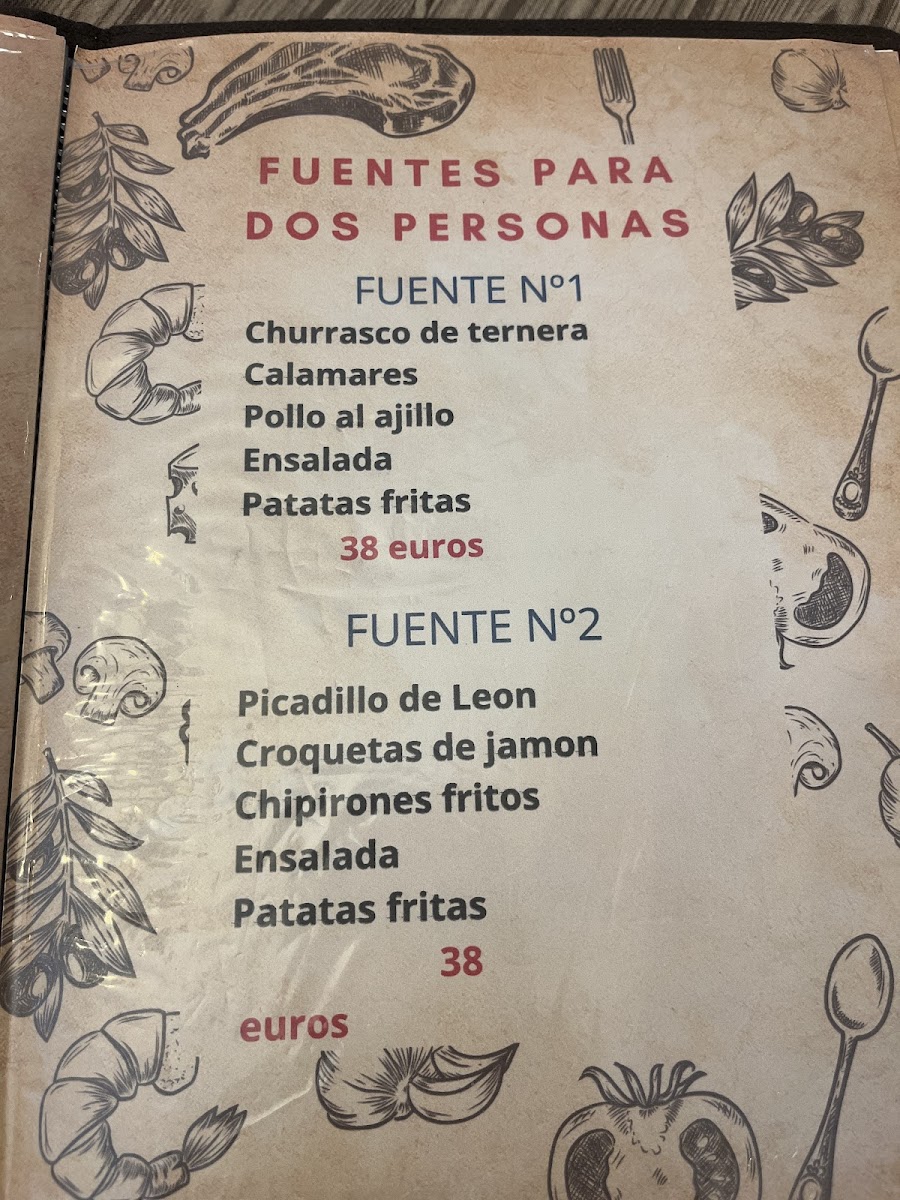 FUENTES PARA
DOS PERSONAS
FUENTE Nº1
Churrasco de ternera
Calamares
Pollo al ajillo
Ensalada
Patatas fritas
38 euros
FUENTE Nº2
Picadillo de Leon
Croquetas de jamon
Chipirones fritos
Ensalada
Patatas fritas
38
euros